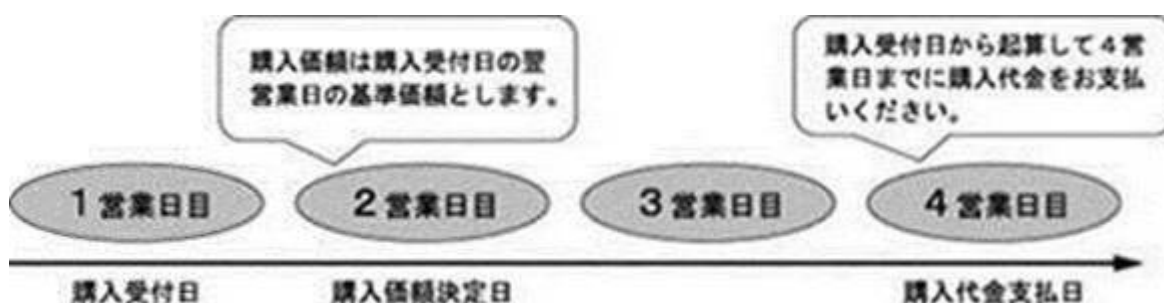 購入価額は購入受付日の翌
営業日の基準価額とします。
購入受付日から起算して4営
業日までに購入代金をお支払
いください。
1営業日目
2営業日目
3営業日目
4営業日目
購入受付日
購入価額決定日
購入代金支払日